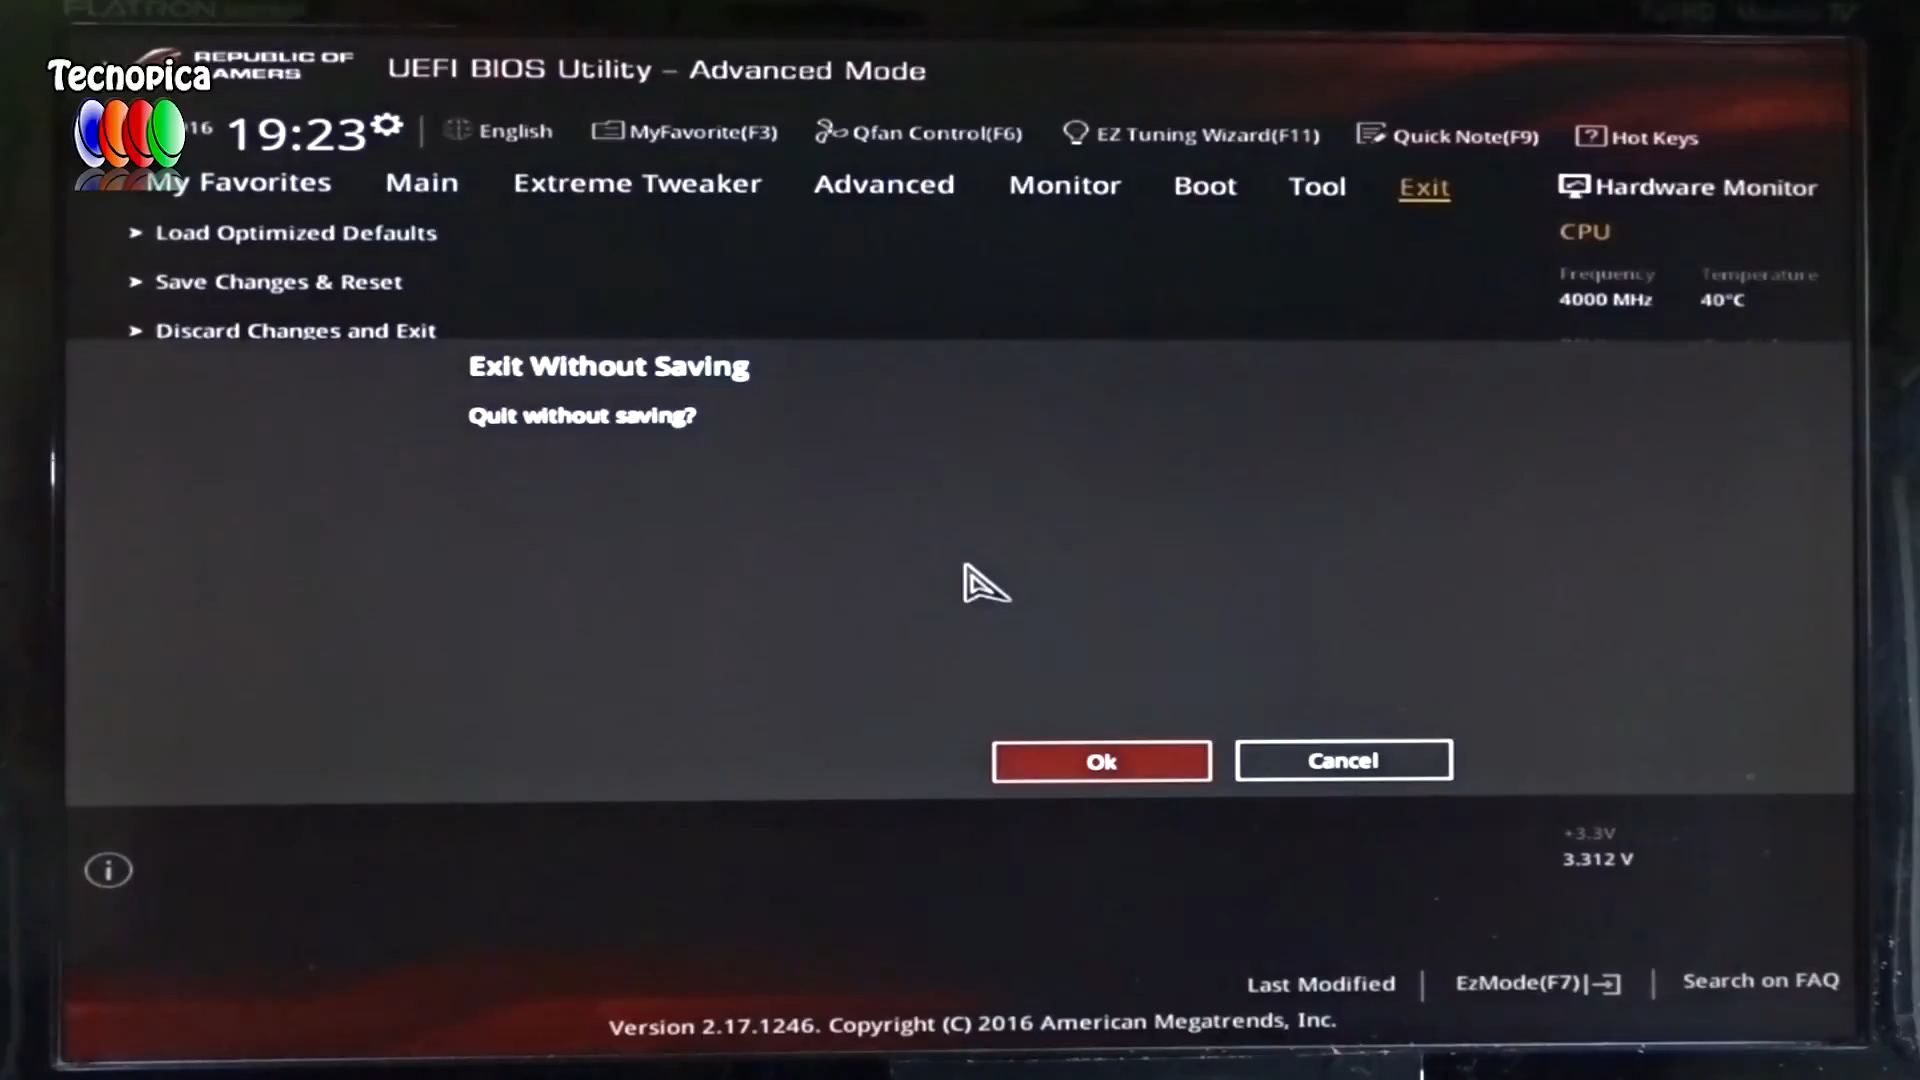 FLATRON
Tecnopica
REPUBLIC OF
GAMERS
UEFI BIOS Utility – Advanced Mode
16
19:23
English
MyFavorite(F3)
Qfan Control(F6)
EZ Tuning Wizard(F11)
Quick Note(F9)
? Hot Keys
My Favorites
Main
Extreme Tweaker
Advanced
Monitor
Boot
Tool
Exit
Hardware Monitor
Load Optimized Defaults
CPU
Save Changes & Reset
Frequency
Temperature
4000 MHz
40°C
Discard Changes and Exit
Exit Without Saving
Quit without saving?
Ok
Cancel
+3.3V
3.312 V
i
Last Modified
EzMode(F7)
Search on FAQ
Version 2.17.1246. Copyright (C) 2016 American Megatrends, Inc.